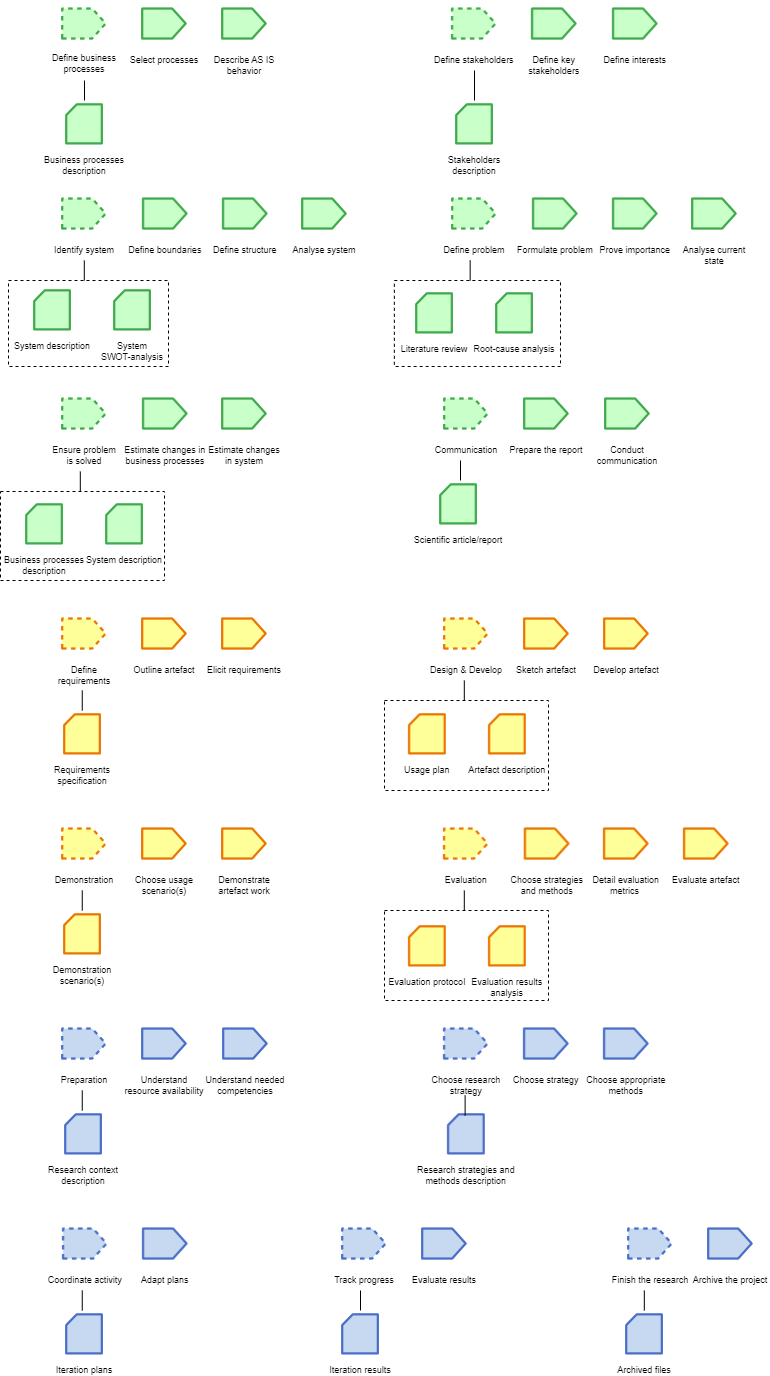 Define business
processes
Select processes
Describe AS IS
behavior
Business processes
description
Define stakeholders
Define key
stakeholders
Define interests
Stakeholders
description
Identify system
Define boundaries
Define structure
Analyse system
System description
System
SWOT-analysis
Define problem
Formulate problem
Prove importance
Analyse current
state
Literature review
Root-cause analysis
Ensure problem
is solved
Estimate changes in
business processes
Estimate changes
in system
Business processes
description
System description
Communication
Prepare the report
Conduct
communication
Scientific article/report
Define
requirements
Outline artefact
Elicit requirements
Requirements
specification
Design & Develop
Sketch artefact
Develop artefact
Usage plan
Artefact description
Demonstration
Choose usage
scenario(s)
Demonstrate
artefact work
Demonstration
scenario(s)
Evaluation
Choose strategies
and methods
Detail evaluation
metrics
Evaluate artefact
Evaluation protocol
Evaluation results
analysis
Preparation
Understand
resource availability
Understand needed
competencies
Research context
description
Choose research
strategy
Choose strategy
Choose appropriate
methods
Research strategies and
methods description
Coordinate activity
Adapt plans
Iteration plans
Track progress
Evaluate results
Iteration results
Finish the research
Archive the project
Archived files